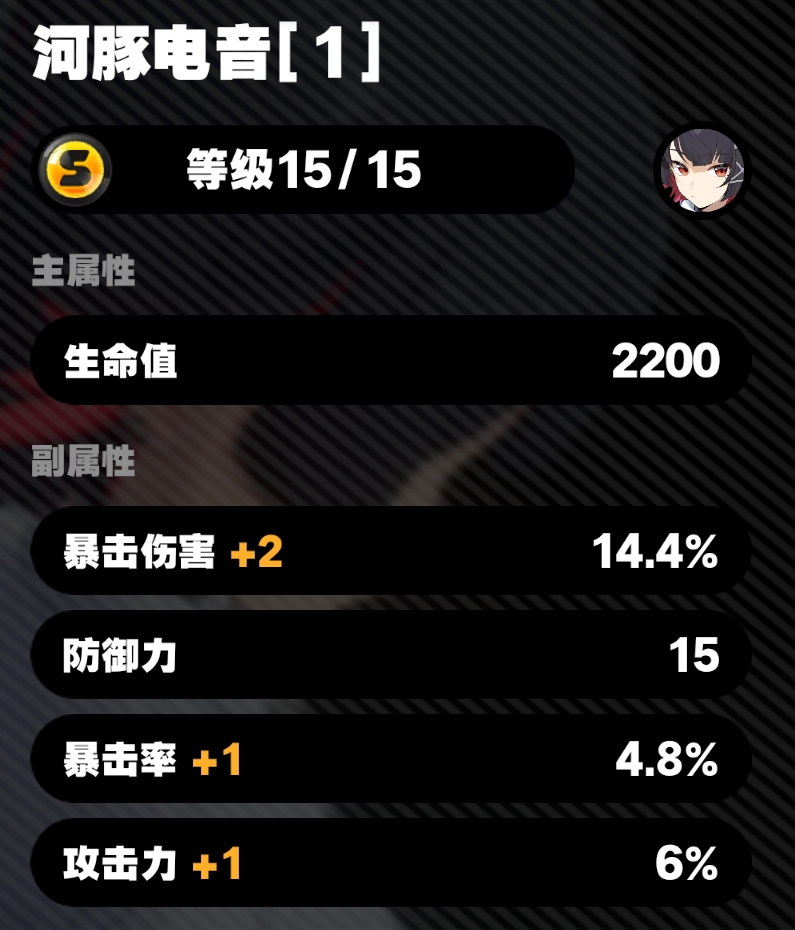 河豚电音[1]
S
等级15/15
主属性
生命值 2200
副属性
暴击伤害 +2 14.4%
防御力 15
暴击率 +1 4.8%
攻击力 +1 6%